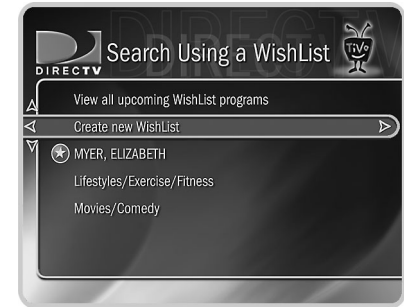 DIRECTV
Search Using a WishList
TiVo
View all upcoming WishList programs
Create new WishList
MYER, ELIZABETH
Lifestyles/Exercise/Fitness
Movies/Comedy